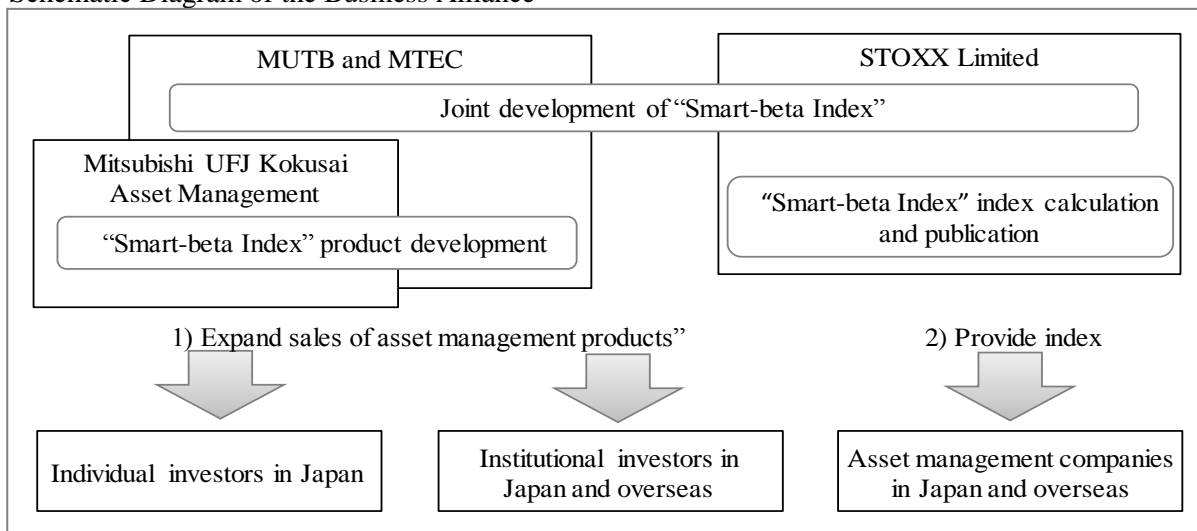 Schematic Diagram of the Business Alliance
MUTB and MTEC
STOXX Limited
Joint development of “Smart-beta Index”
Mitsubishi UFJ Kokusai
Asset Management
“Smart-beta Index” product development
“Smart-beta Index” index calculation
and publication
1) Expand sales of asset management products”
2) Provide index
Individual investors in Japan
Institutional investors in
Japan and overseas
Asset management companies
in Japan and overseas